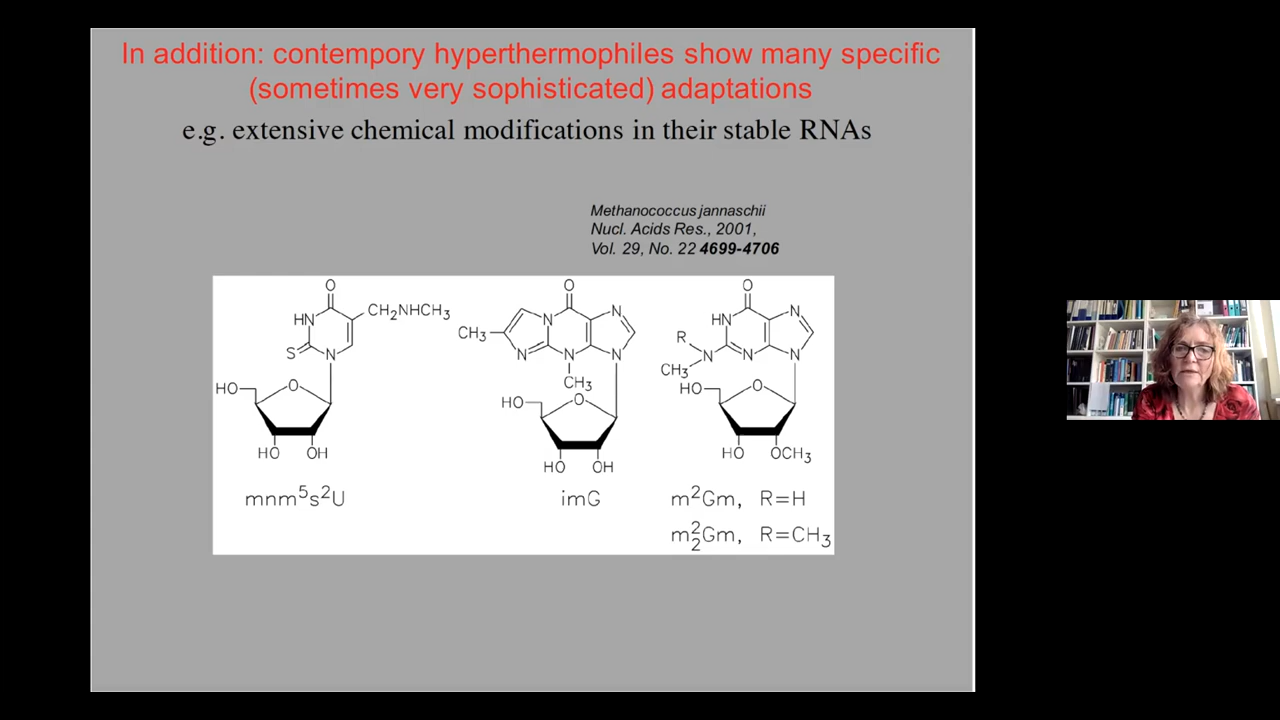 In addition: contempory hyperthermophiles show many specific
(sometimes very sophisticated) adaptations
e.g. extensive chemical modifications in their stable RNAs
Methanococcus jannaschii
Nucl. Acids Res., 2001,
Vol. 29, No. 22 4699-4706
O
HN
CH₂NHCH₃
S
N
HO
O
HO
OH
mnm⁵s²U
O
N
N
CH₃
N
N
N
CH₃
HO
O
HO
OH
imG
O
HN
N
R
N
N
N
CH₃
HO
O
HO
OCH₃
m²Gm, R=H
m²₂Gm, R=CH₃